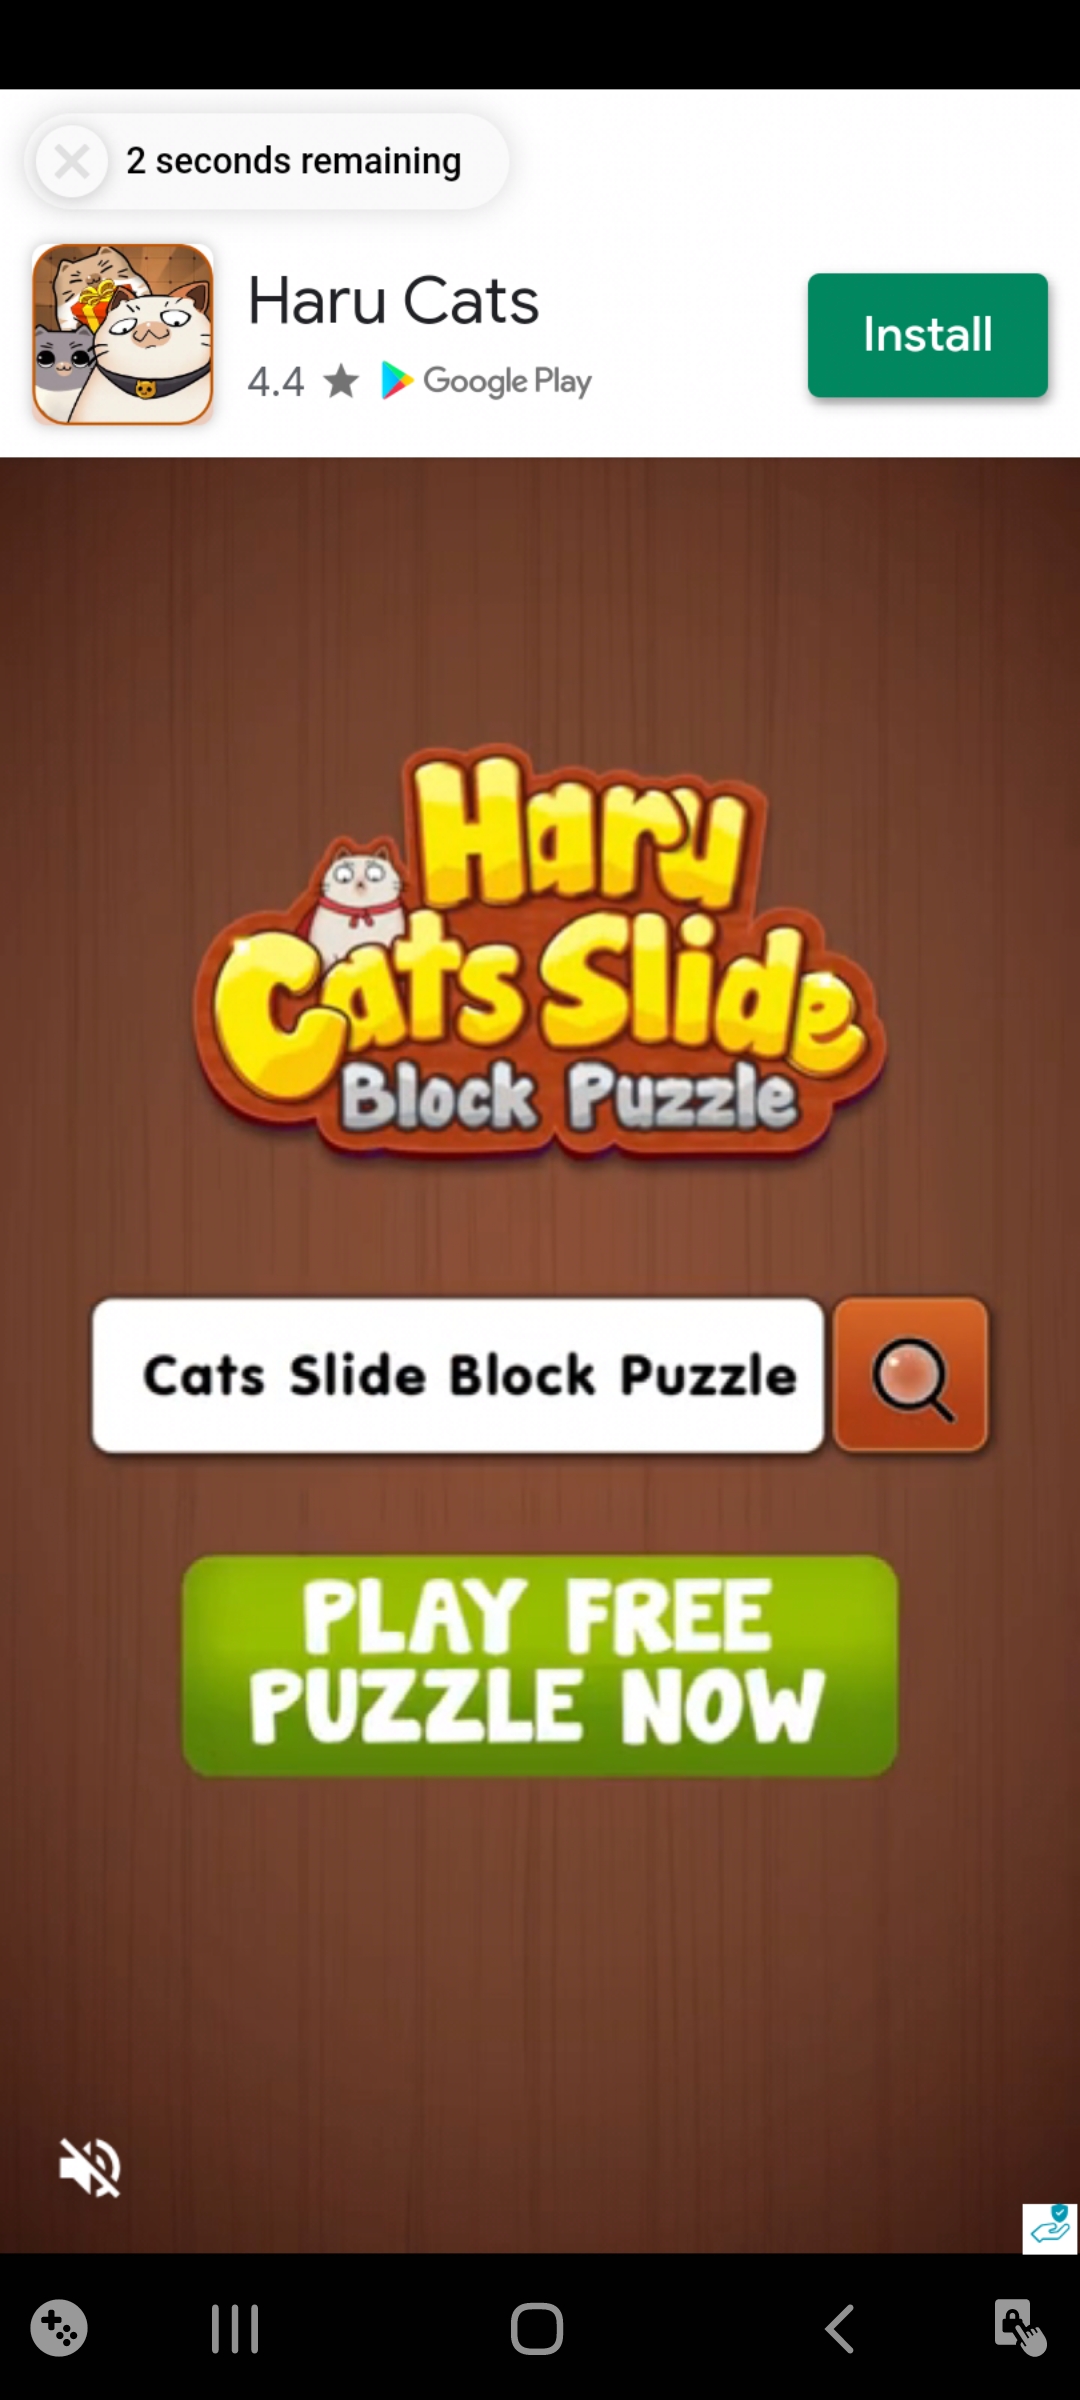 2 seconds remaining
Haru Cats
4.4 ★ Google Play
Install
Haru
Cats Slide
Block Puzzle
Cats Slide Block Puzzle
PLAY FREE
PUZZLE NOW